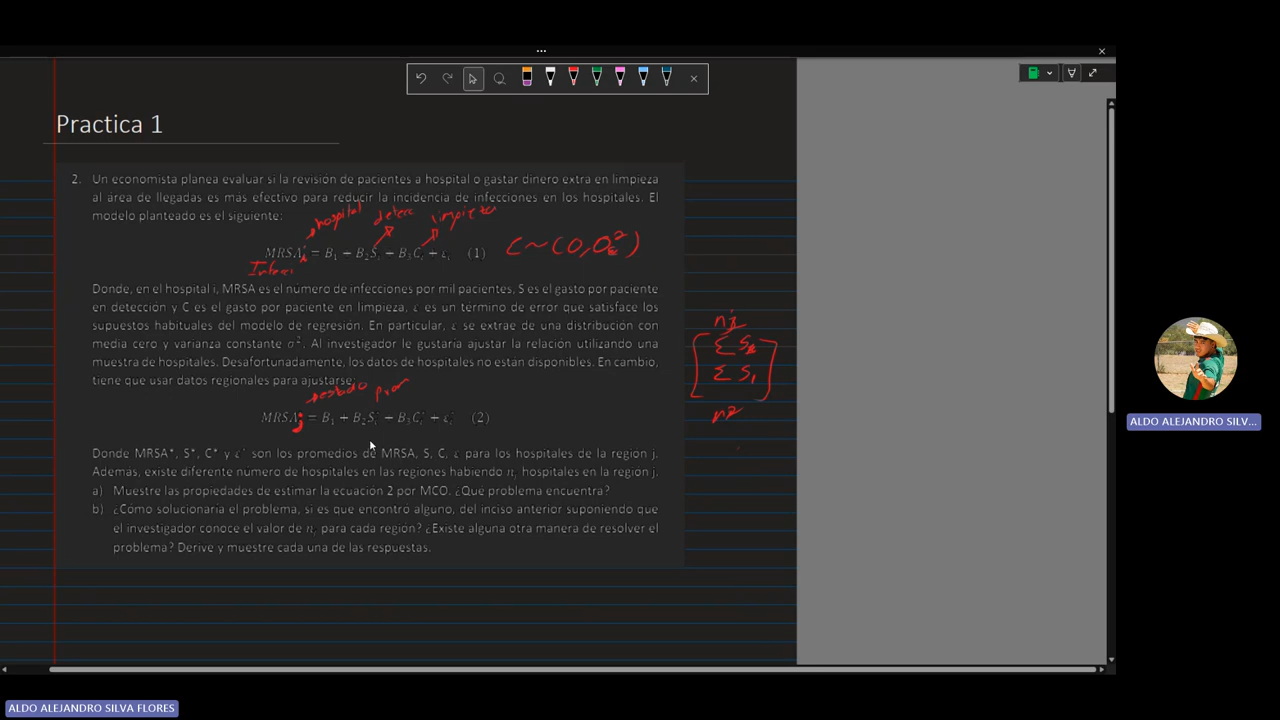 Practica 1
2. Un economista planea evaluar si la revisión de pacientes a hospital o gastar dinero extra en limpieza
al área de llegadas es más efectivo para reducir la incidencia de infecciones en los hospitales. El
modelo planteado es el siguiente:
hospital
MRSAᵢ = B₁ + B₂Sᵢ + B₃Cᵢ + εᵢ (1)
Donde, en el hospital i, MRSA es el número de infecciones por mil pacientes, S es el gasto por paciente
en detección y C es el gasto por paciente en limpieza, ε es un término de error que satisface los
supuestos habituales del modelo de regresión. En particular, ε se extrae de una distribución con
media cero y varianza constante σ². Al investigador le gustaría ajustar la relación utilizando una
muestra de hospitales. Desafortunadamente, los datos de hospitales no están disponibles. En cambio,
tiene que usar datos regionales para ajustarse:
estado
MRSAj = B₁ + B₂S + B₃C + ε (2)
Donde MRSA*, S*, C* y ε* son los promedios de MRSA, S, C, ε para los hospitales de la región j.
Además, existe diferente número de hospitales en las regiones habiendo n, hospitales en la región j.
a) Muestre las propiedades de estimar la ecuación 2 por MCO. ¿Qué problema encuentra?
b) ¿Cómo solucionaría el problema, si es que encontró alguno, del inciso anterior suponiendo que
el investigador conoce el valor de n, para cada región? ¿Existe alguna otra manera de resolver el
problema? Derive y muestre cada una de las respuestas.
ALDO ALEJANDRO SILV...
ALDO ALEJANDRO SILVA FLORES